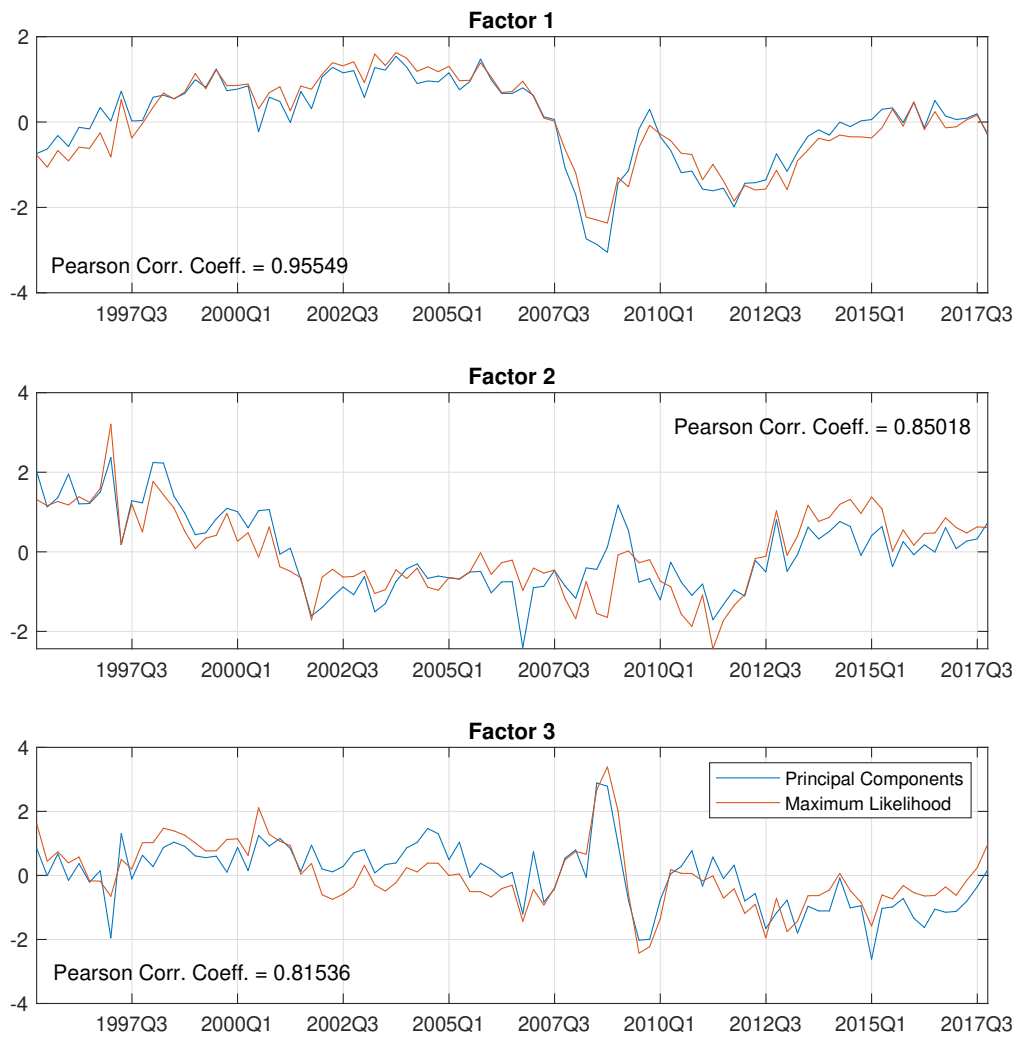 Factor 1
2
0
-2
-4
Pearson Corr. Coeff. = 0.95549
1997Q3 2000Q1 2002Q3 2005Q1 2007Q3 2010Q1 2012Q3 2015Q1 2017Q3
Factor 2
4
Pearson Corr. Coeff. = 0.85018
2
0
-2
1997Q3 2000Q1 2002Q3 2005Q1 2007Q3 2010Q1 2012Q3 2015Q1 2017Q3
Factor 3
4
Principal Components
Maximum Likelihood
2
0
-2
Pearson Corr. Coeff. = 0.81536
-4
1997Q3 2000Q1 2002Q3 2005Q1 2007Q3 2010Q1 2012Q3 2015Q1 2017Q3